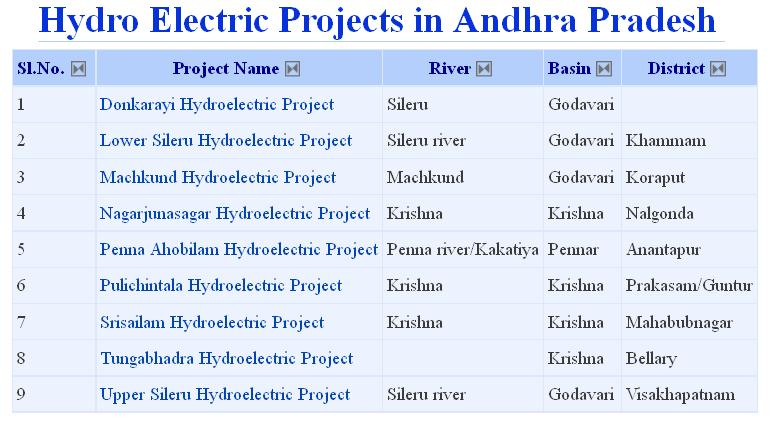 Hydro Electric Projects in Andhra Pradesh
Sl.No. Project Name River Basin District
1 Donkarayi Hydroelectric Project Sileru Godavari
2 Lower Sileru Hydroelectric Project Sileru river Godavari Khammam
3 Machkund Hydroelectric Project Machkund Godavari Koraput
4 Nagarjunasagar Hydroelectric Project Krishna Krishna Nalgonda
5 Penna Ahobilam Hydroelectric Project Penna river/Kakatiya Pennar Anantapur
6 Pulichintala Hydroelectric Project Krishna Krishna Prakasam/Guntur
7 Srisailam Hydroelectric Project Krishna Krishna Mahabubnagar
8 Tungabhadra Hydroelectric Project Krishna Bellary
9 Upper Sileru Hydroelectric Project Sileru river Godavari Visakhapatnam